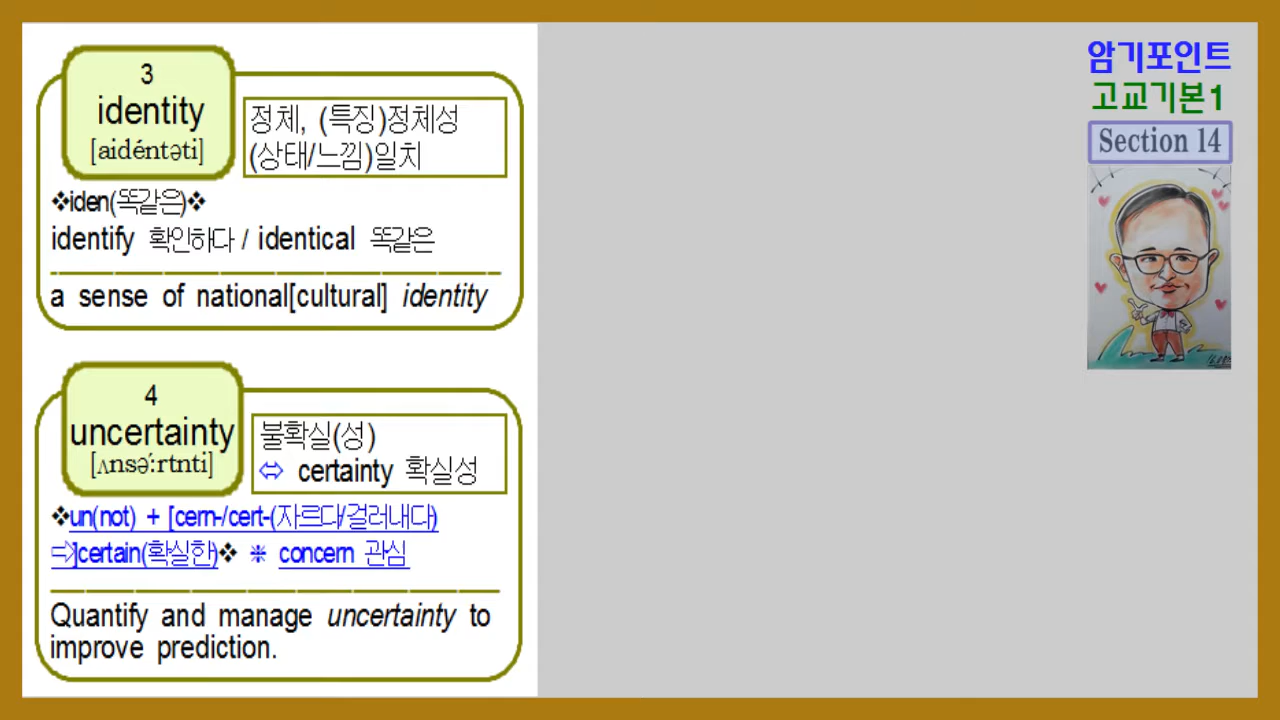 3
identity
[aidéntəti]
정체, (특징)정체성
(상태/느낌)일치
❖iden(똑같은)❖
identify 확인하다 / identical 똑같은
a sense of national[cultural] identity
4
uncertainty
[ʌnsə́ːrtnti]
불확실(성)
⇔ certainty 확실성
❖un(not) + [cern-/cert-(자르다/걸러내다)
⇨]certain(확실한)❖ ⁜ concern 관심
Quantify and manage uncertainty to
improve prediction.
암기포인트
고교기본1
Section 14